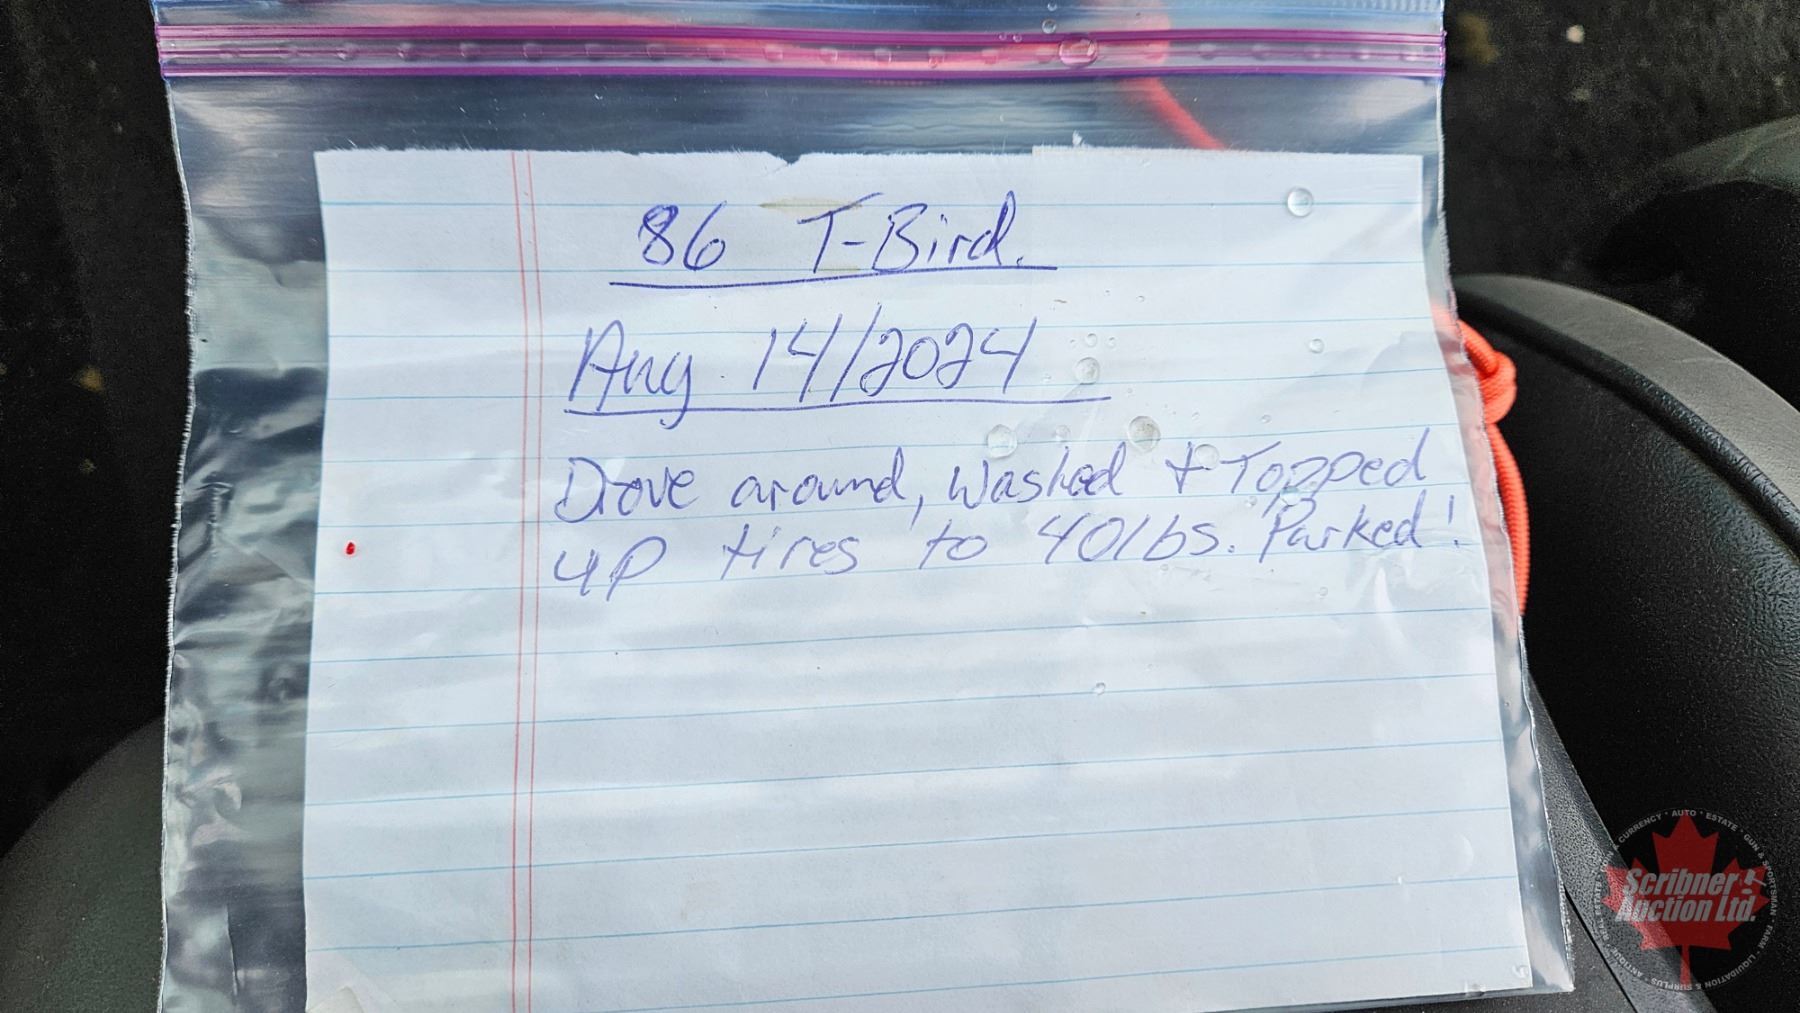 86 T-Bird.
Aug 14/2024
Drove around, Washed + Topped
up tires to 40lbs. Parked!
Scribner!
Auction Ltd.